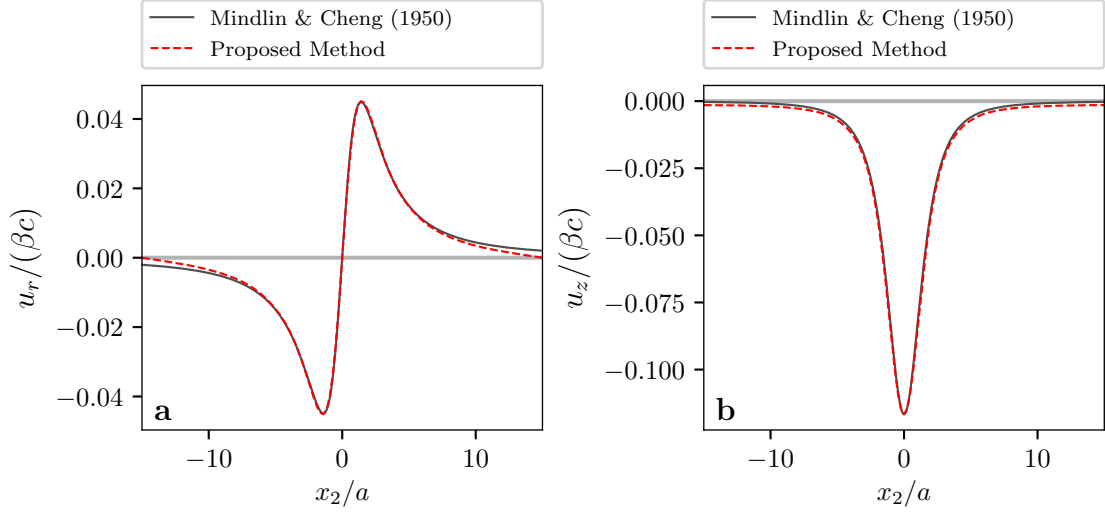 Mindlin & Cheng (1950)
Proposed Method
0.04
0.02
0.00
−0.02
−0.04
u_r/(βc)
a
−10
0
10
x_2/a
Mindlin & Cheng (1950)
Proposed Method
0.000
−0.025
−0.050
−0.075
−0.100
u_z/(βc)
b
−10
0
10
x_2/a